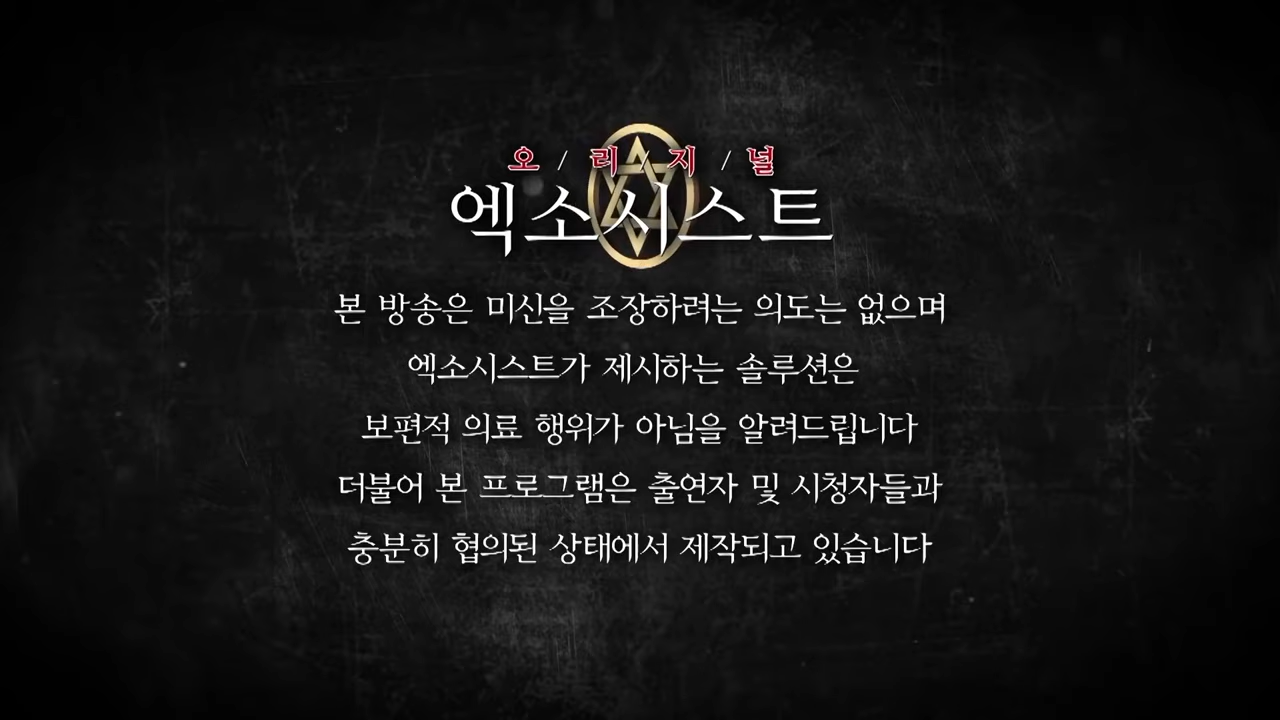 오/리/지/널
엑소시스트
본 방송은 미신을 조장하려는 의도는 없으며
엑소시스트가 제시하는 솔루션은
보편적 의료 행위가 아님을 알려드립니다
더불어 본 프로그램은 출연자 및 시청자들과
충분히 협의된 상태에서 제작되고 있습니다